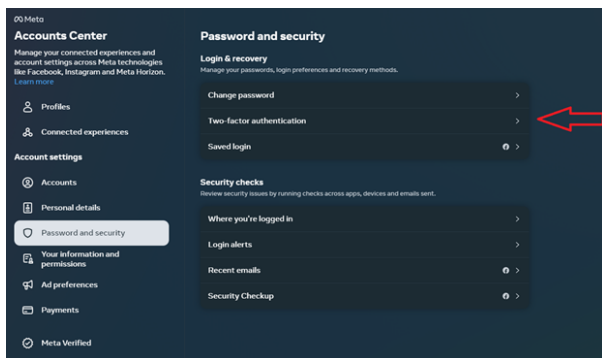 Meta
Accounts Center
Manage your connected experiences and
account settings across Meta technologies
like Facebook, Instagram and Meta Horizon.
Learn more
Profiles
Connected experiences
Account settings
Accounts
Personal details
Password and security
Your information and
permissions
Ad preferences
Payments
Meta Verified
Password and security
Login & recovery
Manage your passwords, login preferences and recovery methods.
Change password
Two-factor authentication
Saved login
Security checks
Review security issues by running checks across apps, devices and emails sent.
Where you're logged in
Login alerts
Recent emails
Security Checkup